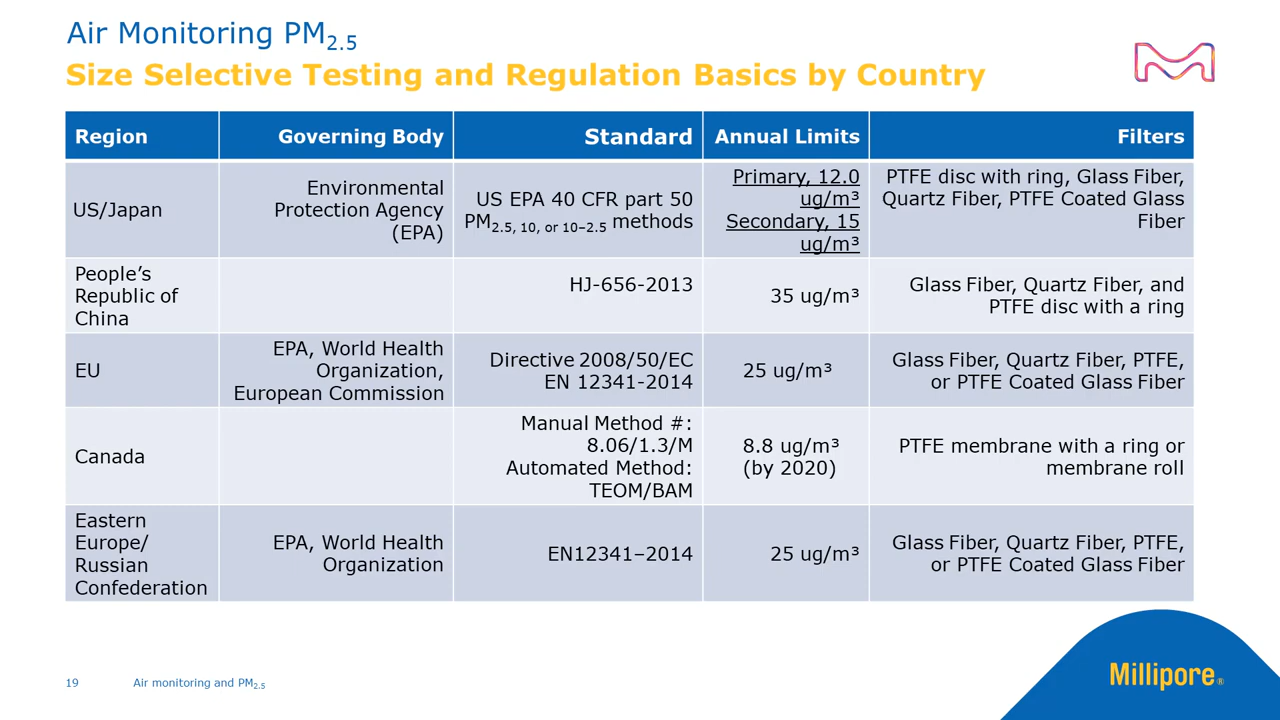 Air Monitoring PM2.5
Size Selective Testing and Regulation Basics by Country
Region
Governing Body
Standard
Annual Limits
Filters
US/Japan
Environmental
Protection Agency
(EPA)
US EPA 40 CFR part 50
PM2.5, 10, or 10–2.5 methods
Primary, 12.0
ug/m³
Secondary, 15
ug/m³
PTFE disc with ring, Glass Fiber,
Quartz Fiber, PTFE Coated Glass
Fiber
People’s
Republic of
China
HJ-656-2013
35 ug/m³
Glass Fiber, Quartz Fiber, and
PTFE disc with a ring
EU
EPA, World Health
Organization,
European Commission
Directive 2008/50/EC
EN 12341-2014
25 ug/m³
Glass Fiber, Quartz Fiber, PTFE,
or PTFE Coated Glass Fiber
Canada
Manual Method #:
8.06/1.3/M
Automated Method:
TEOM/BAM
8.8 ug/m³
(by 2020)
PTFE membrane with a ring or
membrane roll
Eastern
Europe/
Russian
Confederation
EPA, World Health
Organization
EN12341–2014
25 ug/m³
Glass Fiber, Quartz Fiber, PTFE,
or PTFE Coated Glass Fiber
19
Air monitoring and PM2.5
Millipore®